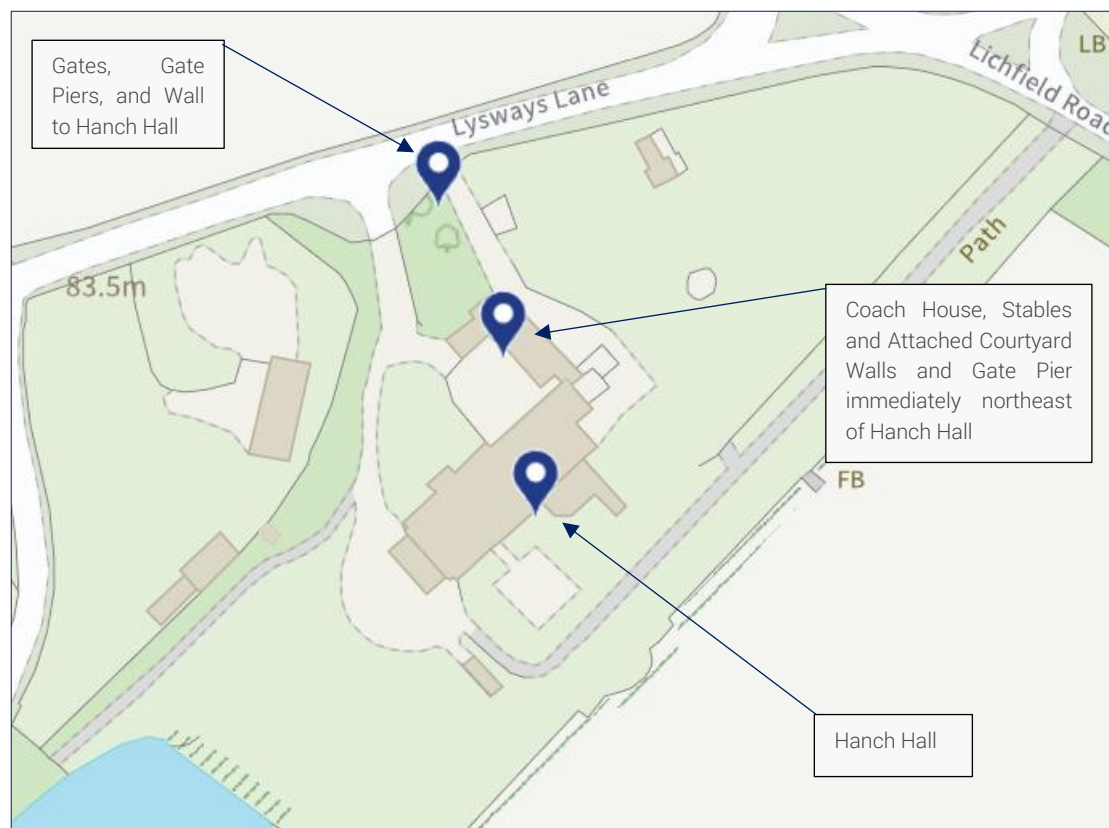 Gates, Gate
Piers, and Wall
to Hanch Hall
Lysways Lane
LB
Lichfield Road
Path
83.5m
Coach House, Stables
and Attached Courtyard
Walls and Gate Pier
immediately northeast
of Hanch Hall
FB
Hanch Hall